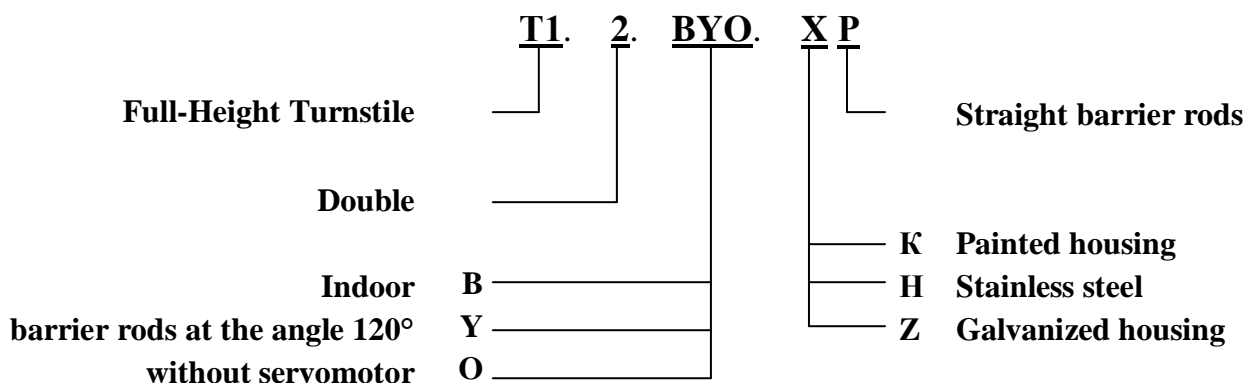 T1. 2. BYO. X P
Full-Height Turnstile
Straight barrier rods
Double
K Painted housing
Indoor B
H Stainless steel
barrier rods at the angle 120° Y
Z Galvanized housing
without servomotor O